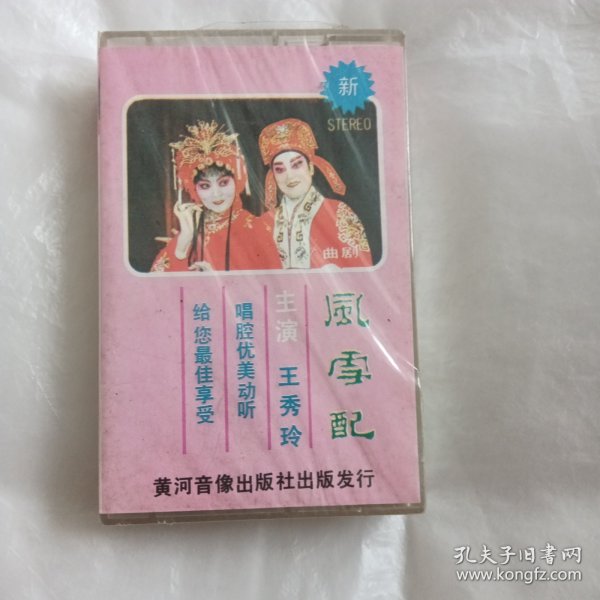 新
STEREO
曲剧
風雪配
主演 王秀玲
唱腔优美动听
给您最佳享受
黄河音像出版社出版发行
孔夫子旧书网
www.kongfz.com